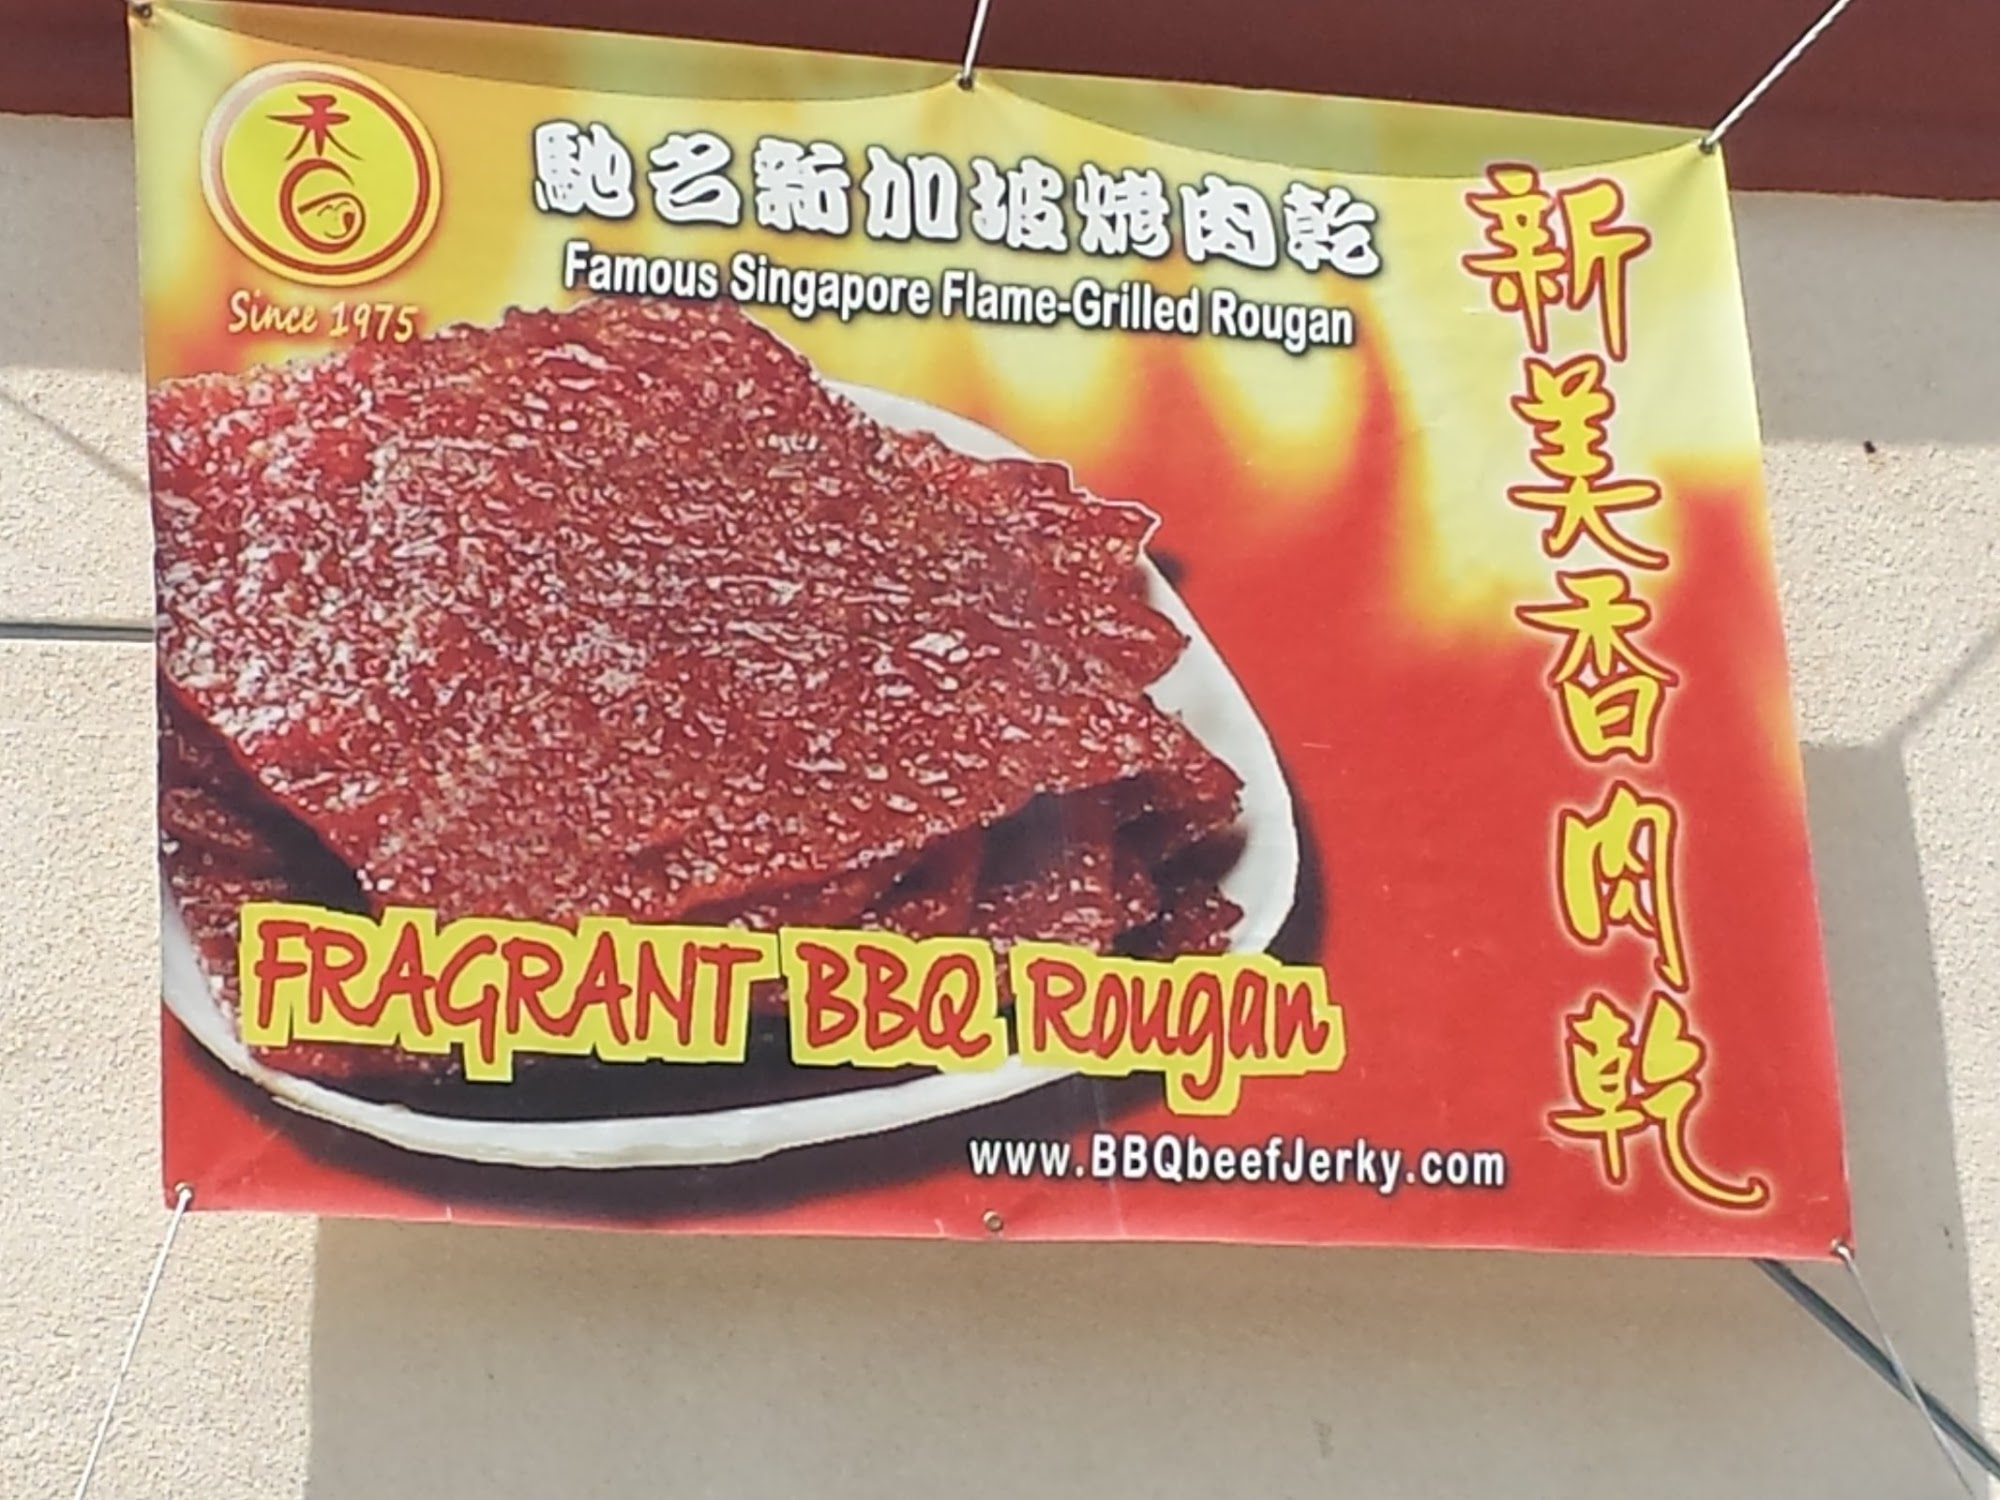 香
Since 1975
馳名新加坡烤肉乾
Famous Singapore Flame-Grilled Rougan
新美香肉乾
FRAGRANT BBQ Rougan
www.BBQbeefJerky.com